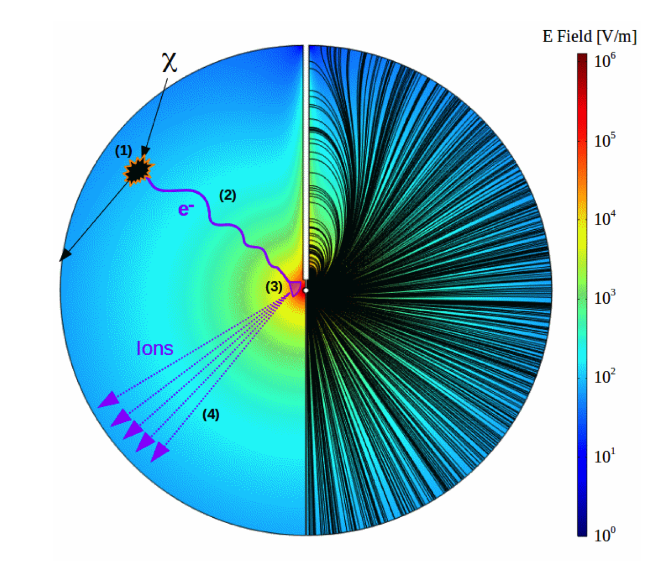 E Field [V/m]
χ
10⁶
(1)
10⁵
(2)
e⁻
10⁴
(3)
10³
Ions
10²
(4)
10¹
10⁰